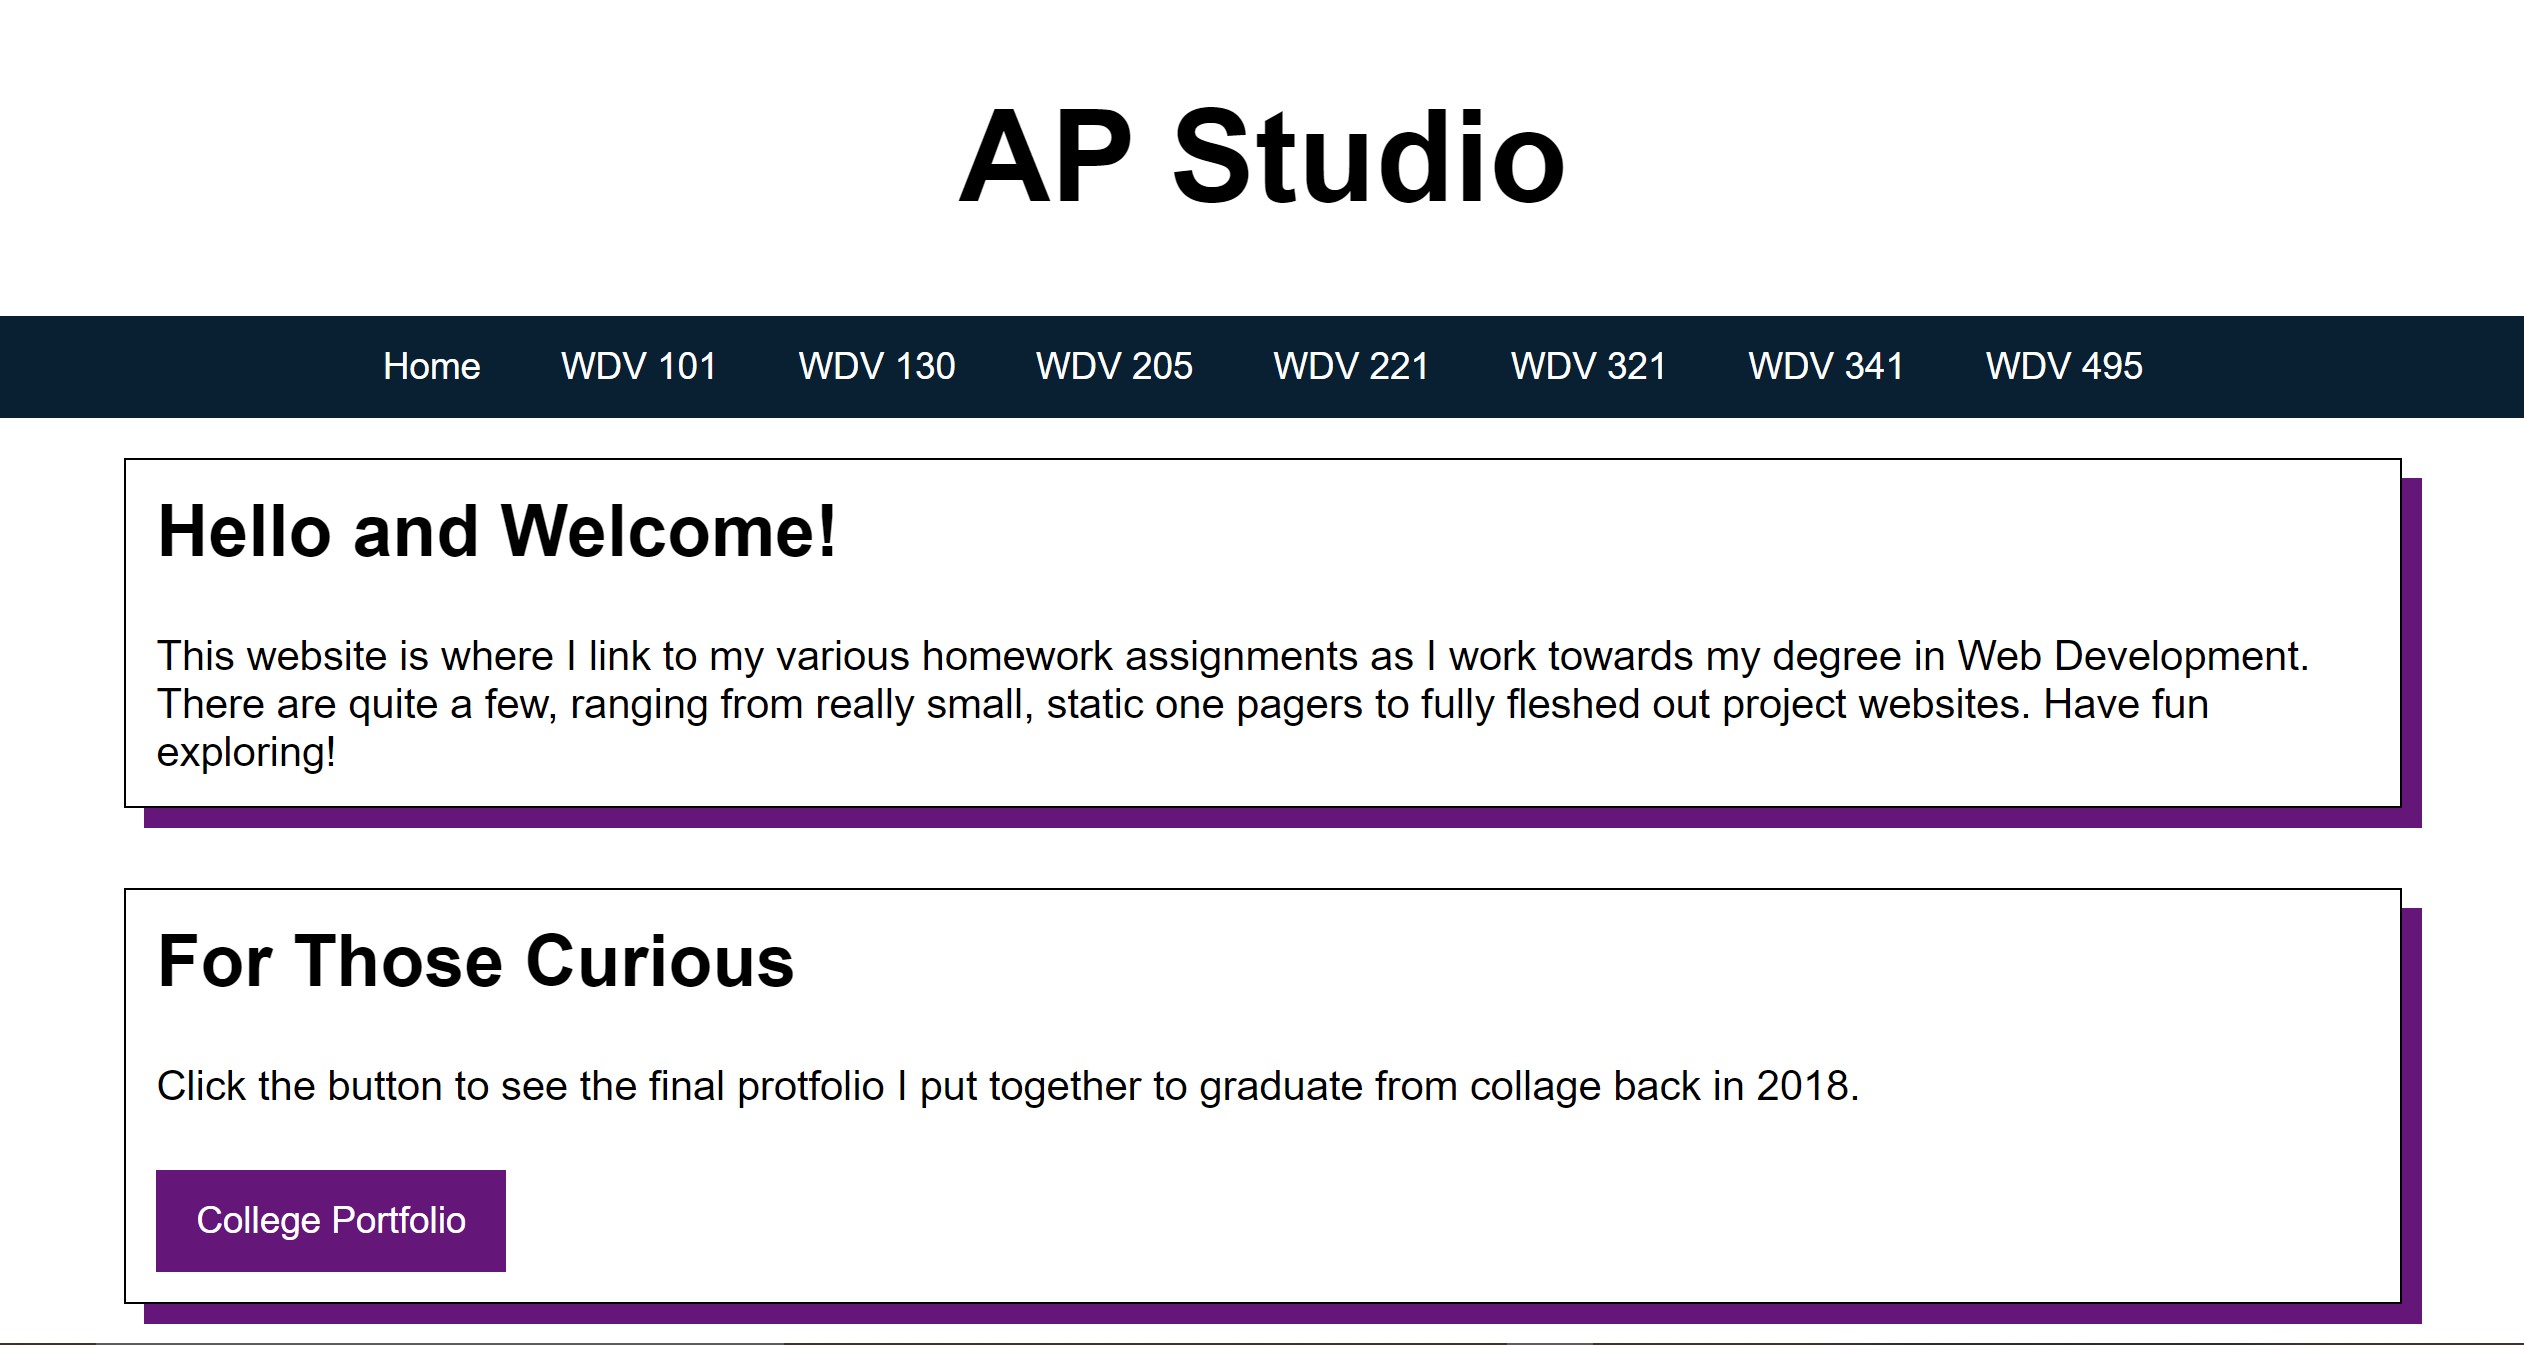 AP Studio
Home WDV 101 WDV 130 WDV 205 WDV 221 WDV 321 WDV 341 WDV 495
Hello and Welcome!
This website is where I link to my various homework assignments as I work towards my degree in Web Development.
There are quite a few, ranging from really small, static one pagers to fully fleshed out project websites. Have fun
exploring!
For Those Curious
Click the button to see the final protfolio I put together to graduate from collage back in 2018.
College Portfolio